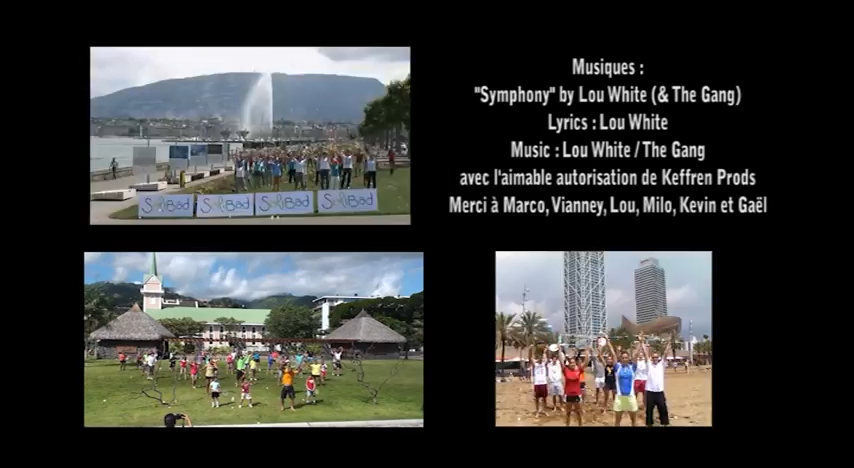 Musiques :
"Symphony" by Lou White (& The Gang)
Lyrics : Lou White
Music : Lou White / The Gang
avec l'aimable autorisation de Keffren Prods
Merci à Marco, Vianney, Lou, Milo, Kevin et Gaël
SoliBad SoliBad SoliBad SoliBad